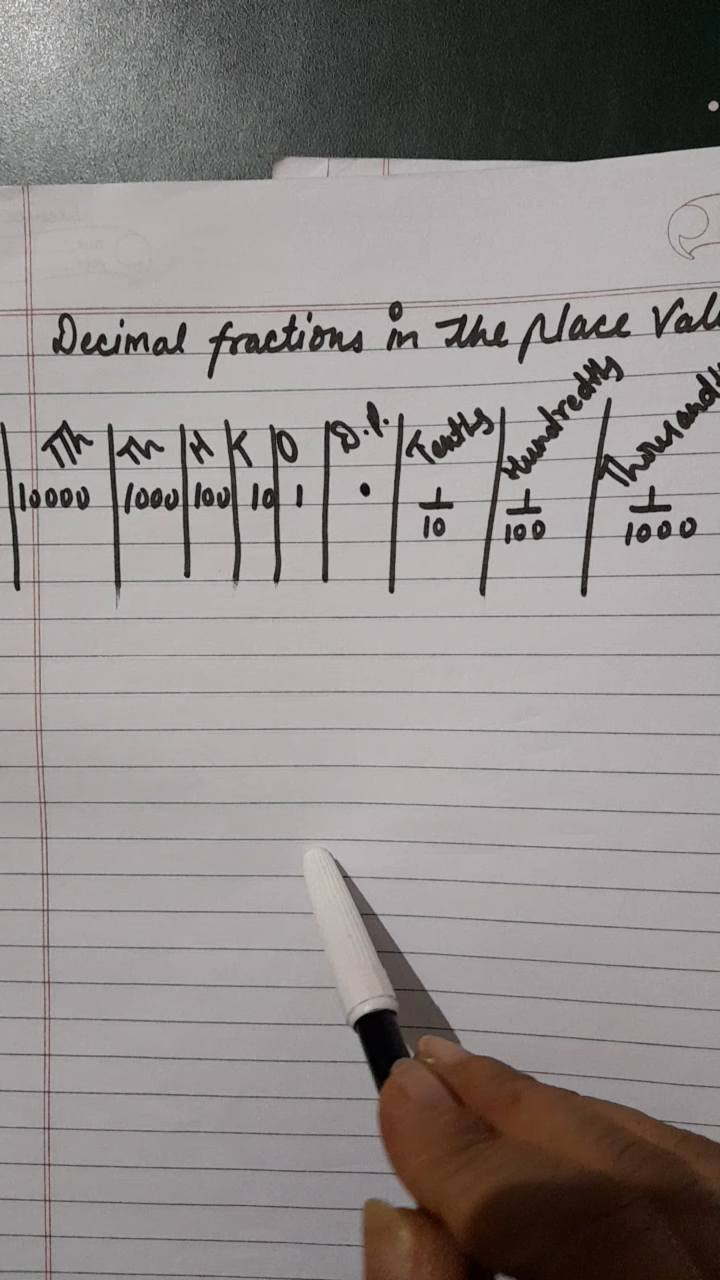 Decimal fractions in the place Val
TTh Th H T O D.P. Tenths Hundredths Thousandth
10000 1000 100 10 1 . 1/10 1/100 1/1000